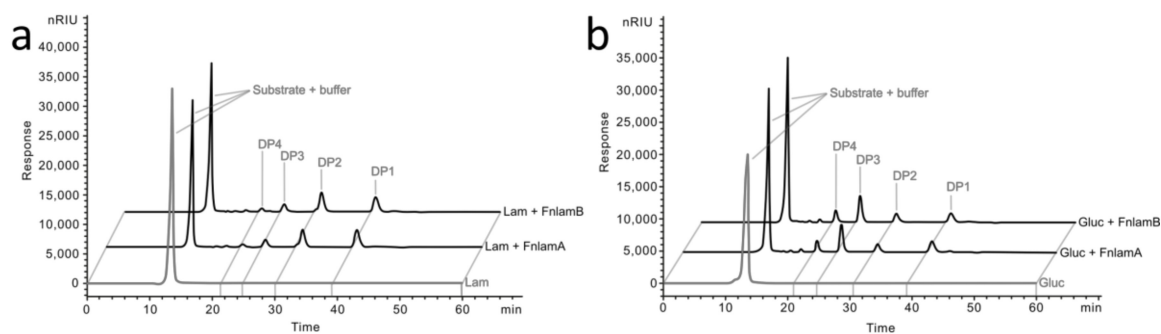 a
nRIU
40,000
35,000
30,000
25,000
20,000
15,000
10,000
5,000
0
Response
Substrate + buffer
DP4
DP3
DP2
DP1
Lam + FnlamB
Lam + FnlamA
Lam
0 10 20 30 40 50 60 min
Time
b
nRIU
40,000
35,000
30,000
25,000
20,000
15,000
10,000
5,000
0
Response
Substrate + buffer
DP4
DP3
DP2
DP1
Gluc + FnlamB
Gluc + FnlamA
Gluc
0 10 20 30 40 50 60 min
Time